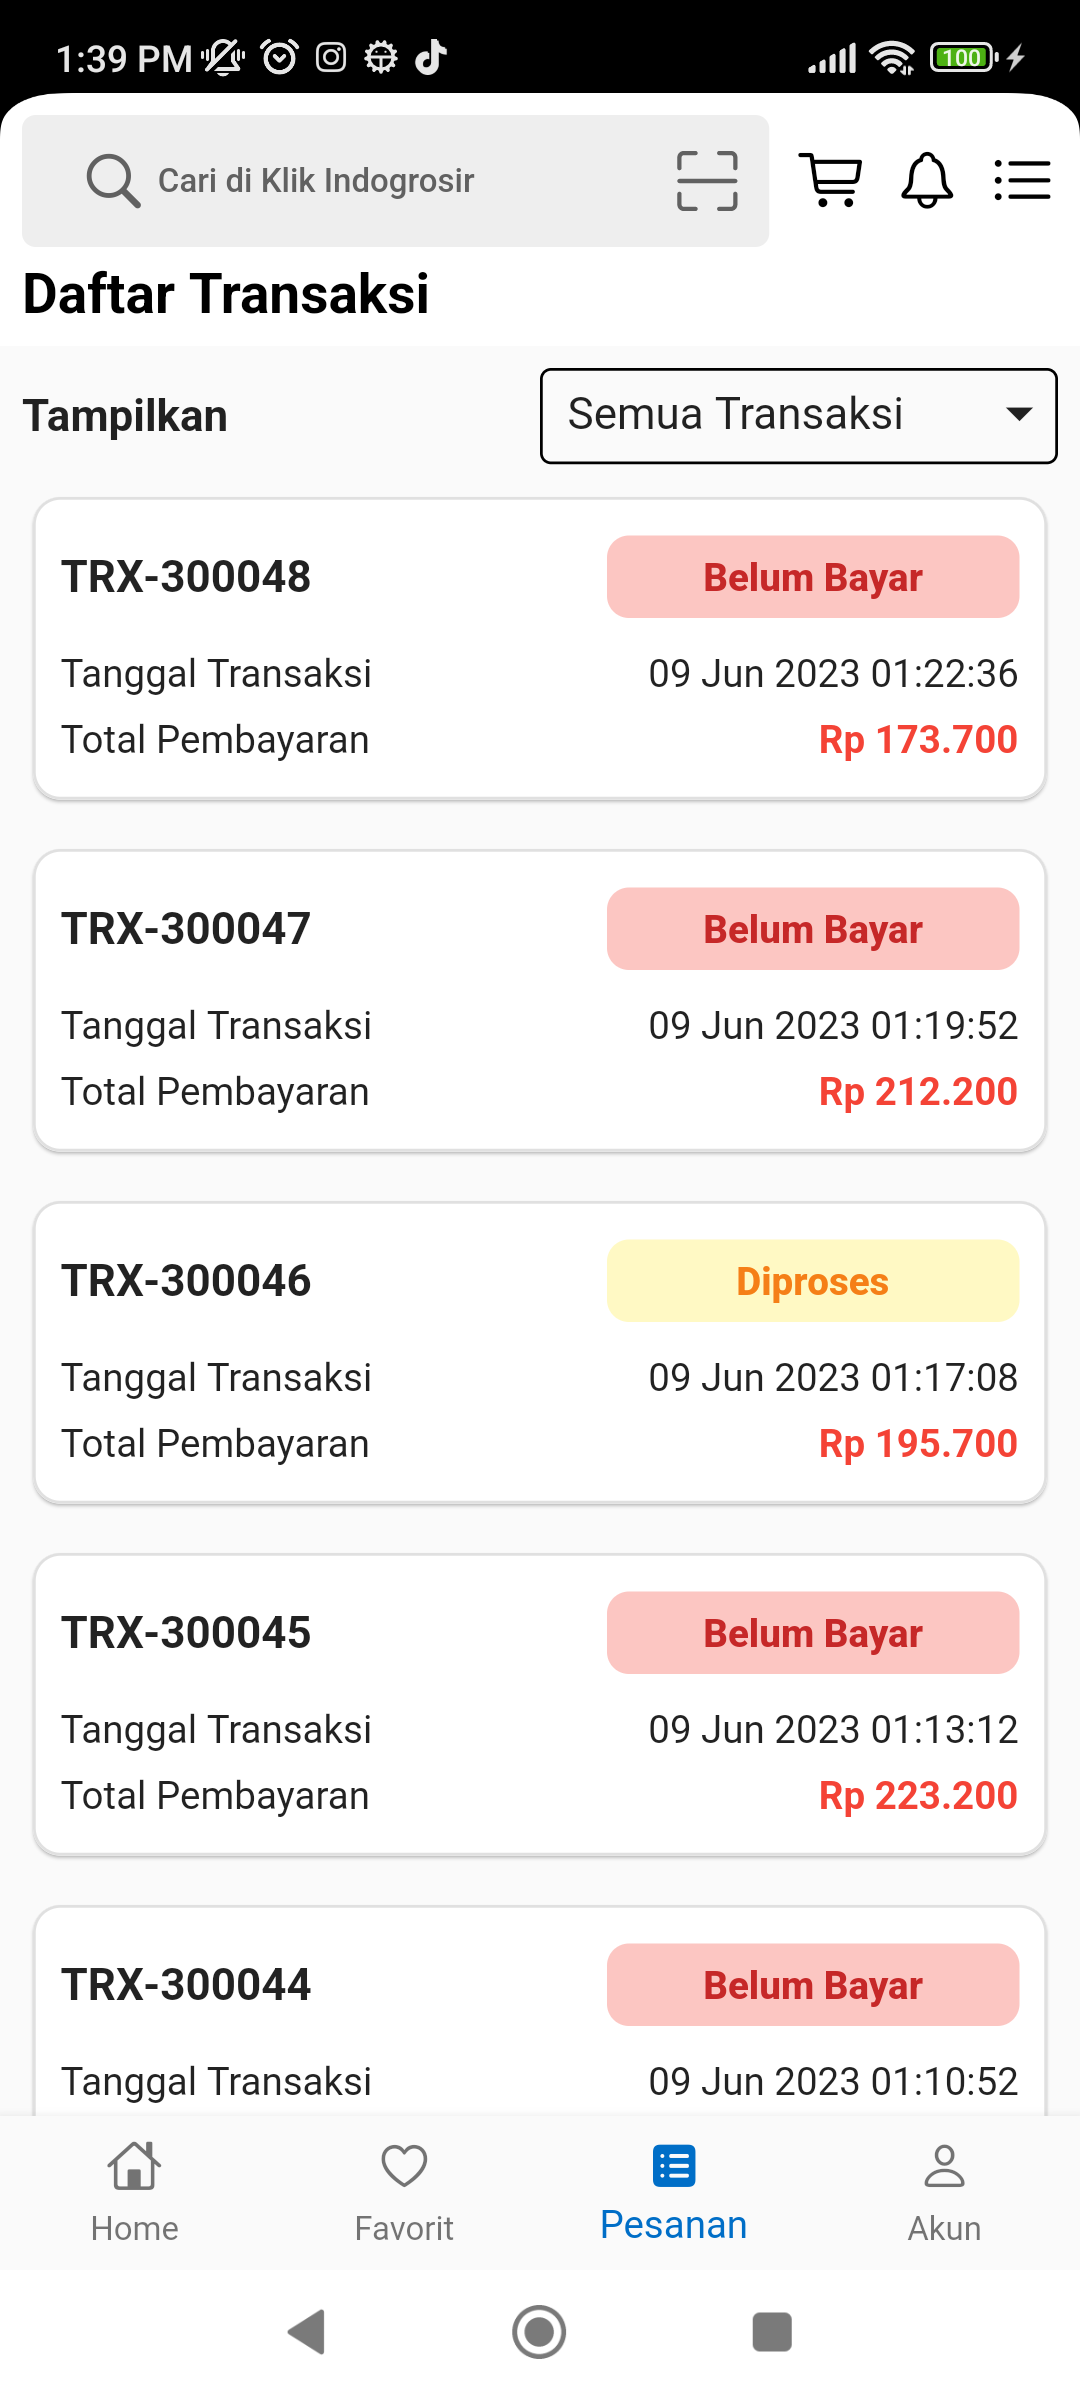 1:39 PM
100
Cari di Klik Indogrosir
Daftar Transaksi
Tampilkan
Semua Transaksi
TRX-300048
Belum Bayar
Tanggal Transaksi 09 Jun 2023 01:22:36
Total Pembayaran Rp 173.700
TRX-300047
Belum Bayar
Tanggal Transaksi 09 Jun 2023 01:19:52
Total Pembayaran Rp 212.200
TRX-300046
Diproses
Tanggal Transaksi 09 Jun 2023 01:17:08
Total Pembayaran Rp 195.700
TRX-300045
Belum Bayar
Tanggal Transaksi 09 Jun 2023 01:13:12
Total Pembayaran Rp 223.200
TRX-300044
Belum Bayar
Tanggal Transaksi 09 Jun 2023 01:10:52
Home
Favorit
Pesanan
Akun